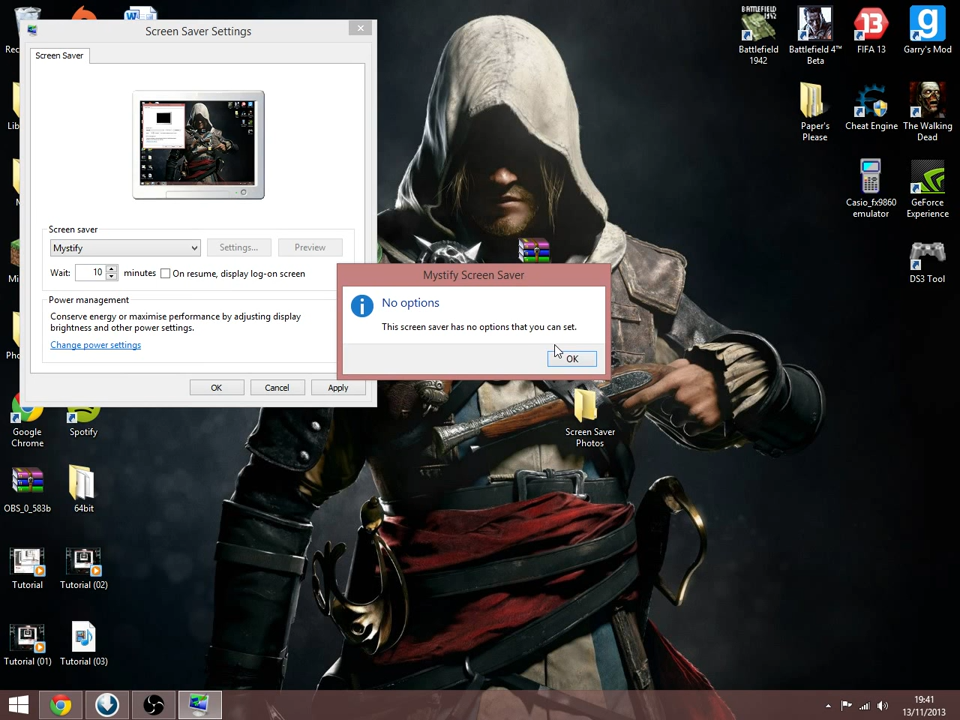 Screen Saver Settings
Screen Saver
Screen saver
Mystify
Settings...
Preview
Wait:
10
minutes
On resume, display log-on screen
Power management
Conserve energy or maximise performance by adjusting display
brightness and other power settings.
Change power settings
OK
Cancel
Apply
Mystify Screen Saver
No options
This screen saver has no options that you can set.
OK
BATTLEFIELD
1942
Battlefield
1942
Battlefield 4™
Beta
13
FIFA 13
g
Garry's Mod
Paper's
Please
Cheat Engine
The Walking
Dead
Casio_fx9860
emulator
GeForce
Experience
DS3 Tool
Screen Saver
Photos
Google
Chrome
Spotify
OBS_0_583b
64bit
Tutorial
Tutorial (02)
Tutorial (01)
Tutorial (03)
19:41
13/11/2013